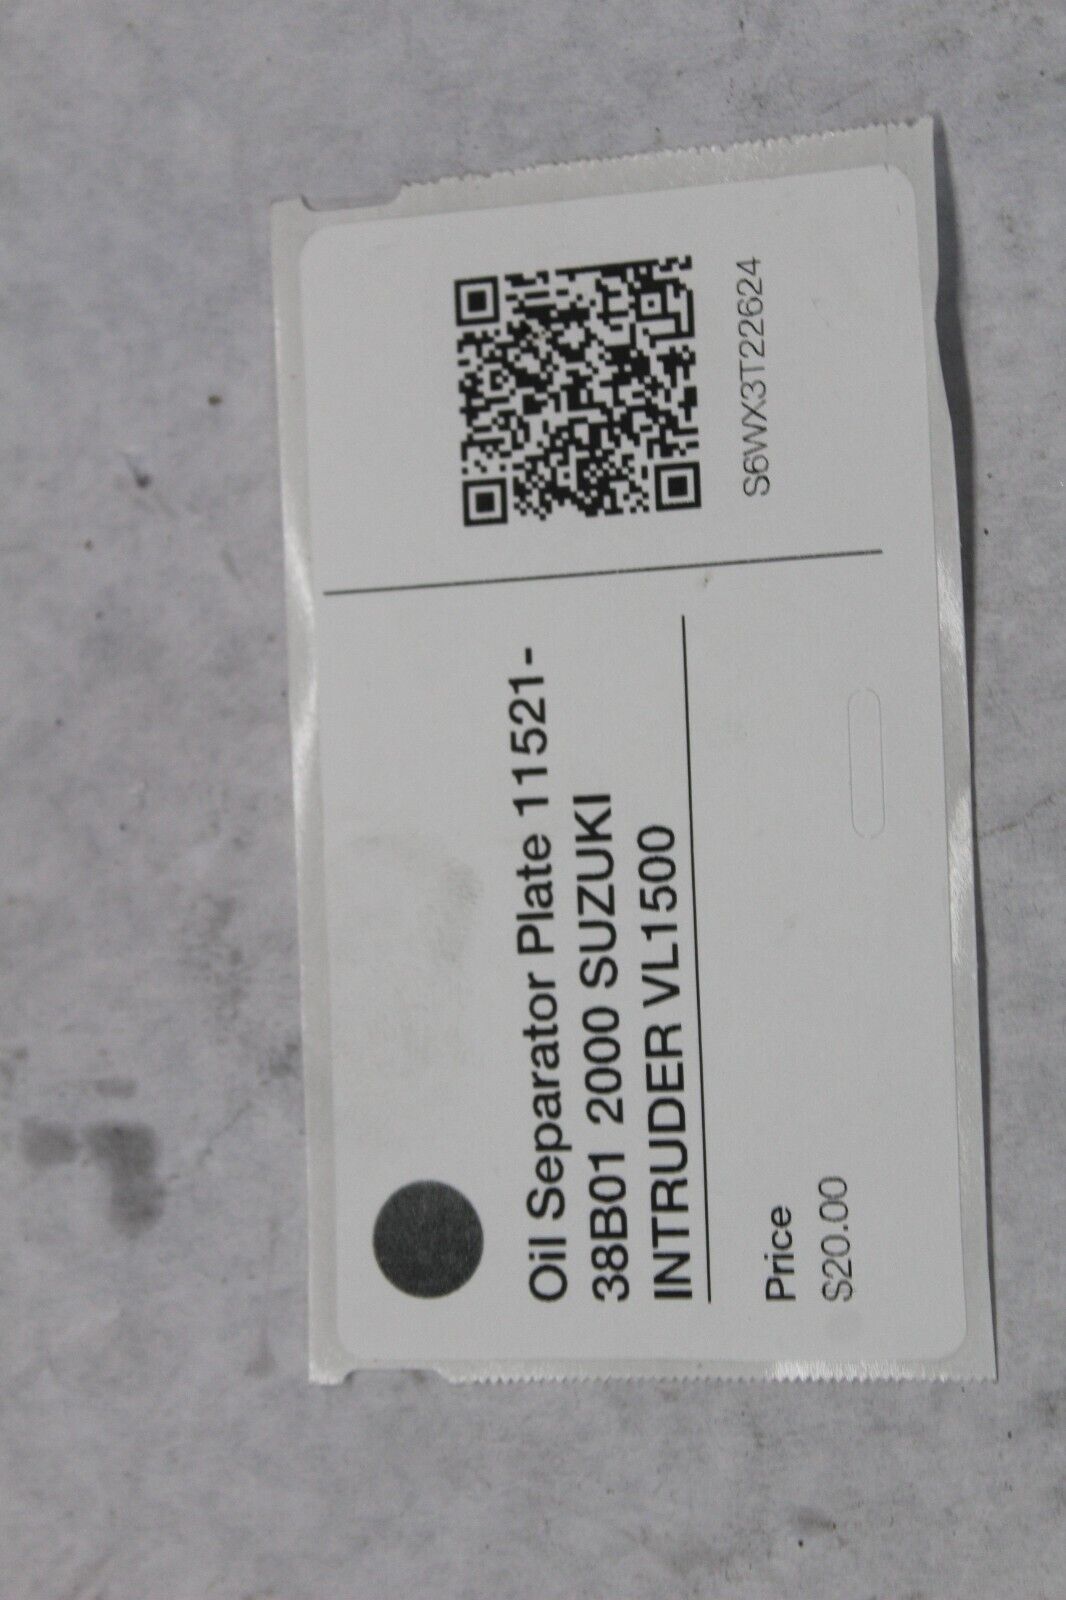 Oil Separator Plate 11521-
38B01 2000 SUZUKI
INTRUDER VL1500
Price
$20.00
S6WX3T22624